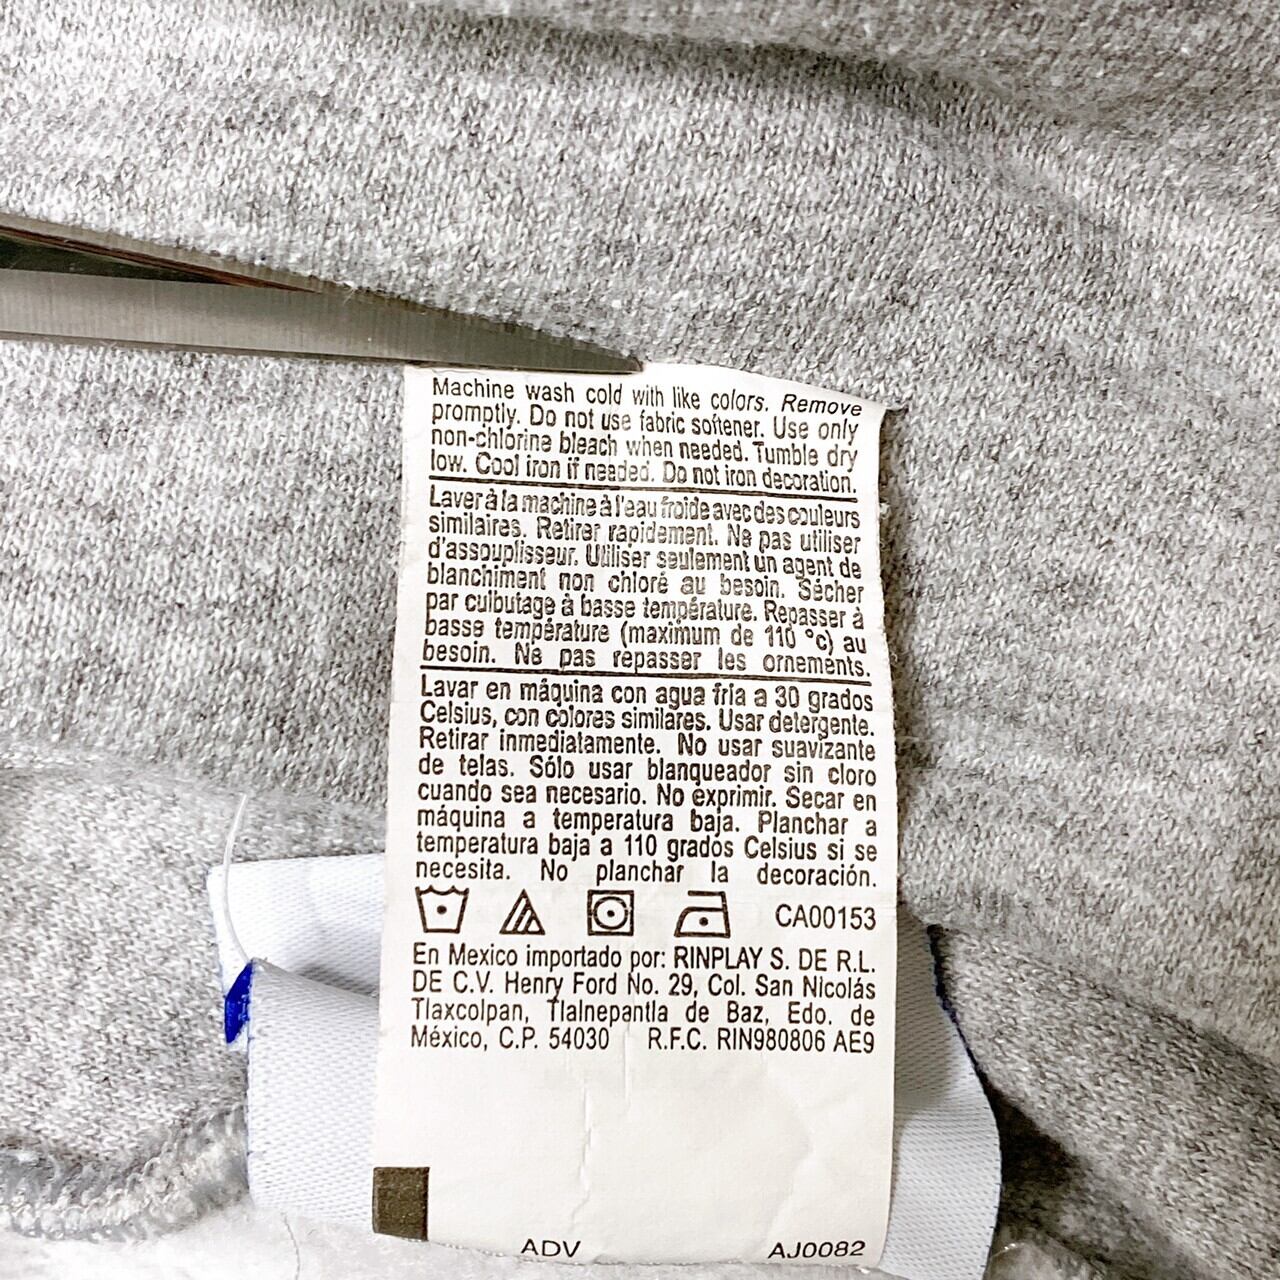 Machine wash cold with like colors. Remove
promptly. Do not use fabric softener. Use only
non-chlorine bleach when needed. Tumble dry
low. Cool iron if needed. Do not iron decoration.
Laver à la machine à l'eau froide avec des couleurs
similaires. Retirer rapidement. Ne pas utiliser
d'assouplisseur. Utiliser seulement un agent de
blanchiment non chloré au besoin. Sécher
par culbutage à basse température. Repasser à
basse température (maximum de 110 °c) au
besoin. Ne pas repasser les ornements.
Lavar en máquina con agua fría a 30 grados
Celsius, con colores similares. Usar detergente.
Retirar inmediatamente. No usar suavizante
de telas. Sólo usar blanqueador sin cloro
cuando sea necesario. No exprimir. Secar en
máquina a temperatura baja. Planchar a
temperatura baja a 110 grados Celsius si se
necesita. No planchar la decoración.
CA00153
En Mexico importado por: RINPLAY S. DE R.L.
DE C.V. Henry Ford No. 29, Col. San Nicolás
Tlaxcolpan, Tlalnepantla de Baz, Edo. de
México, C.P. 54030 R.F.C. RIN980806 AE9
ADV AJ0082